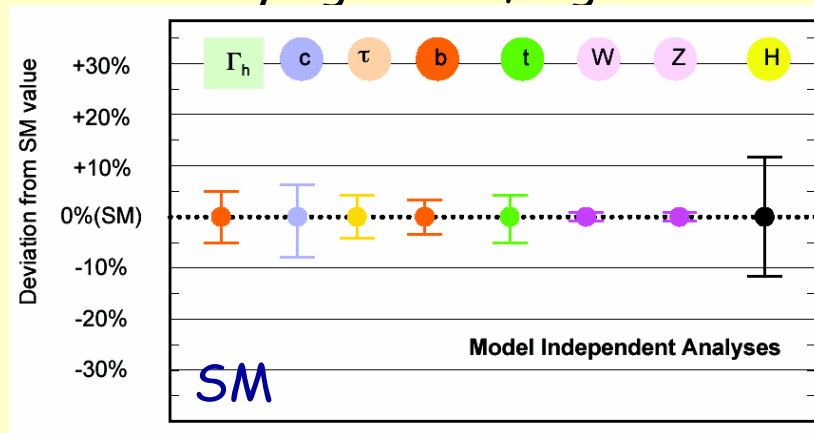 Γh c τ b t W Z H
Deviation from SM value
+30%
+20%
+10%
0%(SM)
-10%
-20%
-30%
Model Independent Analyses
SM